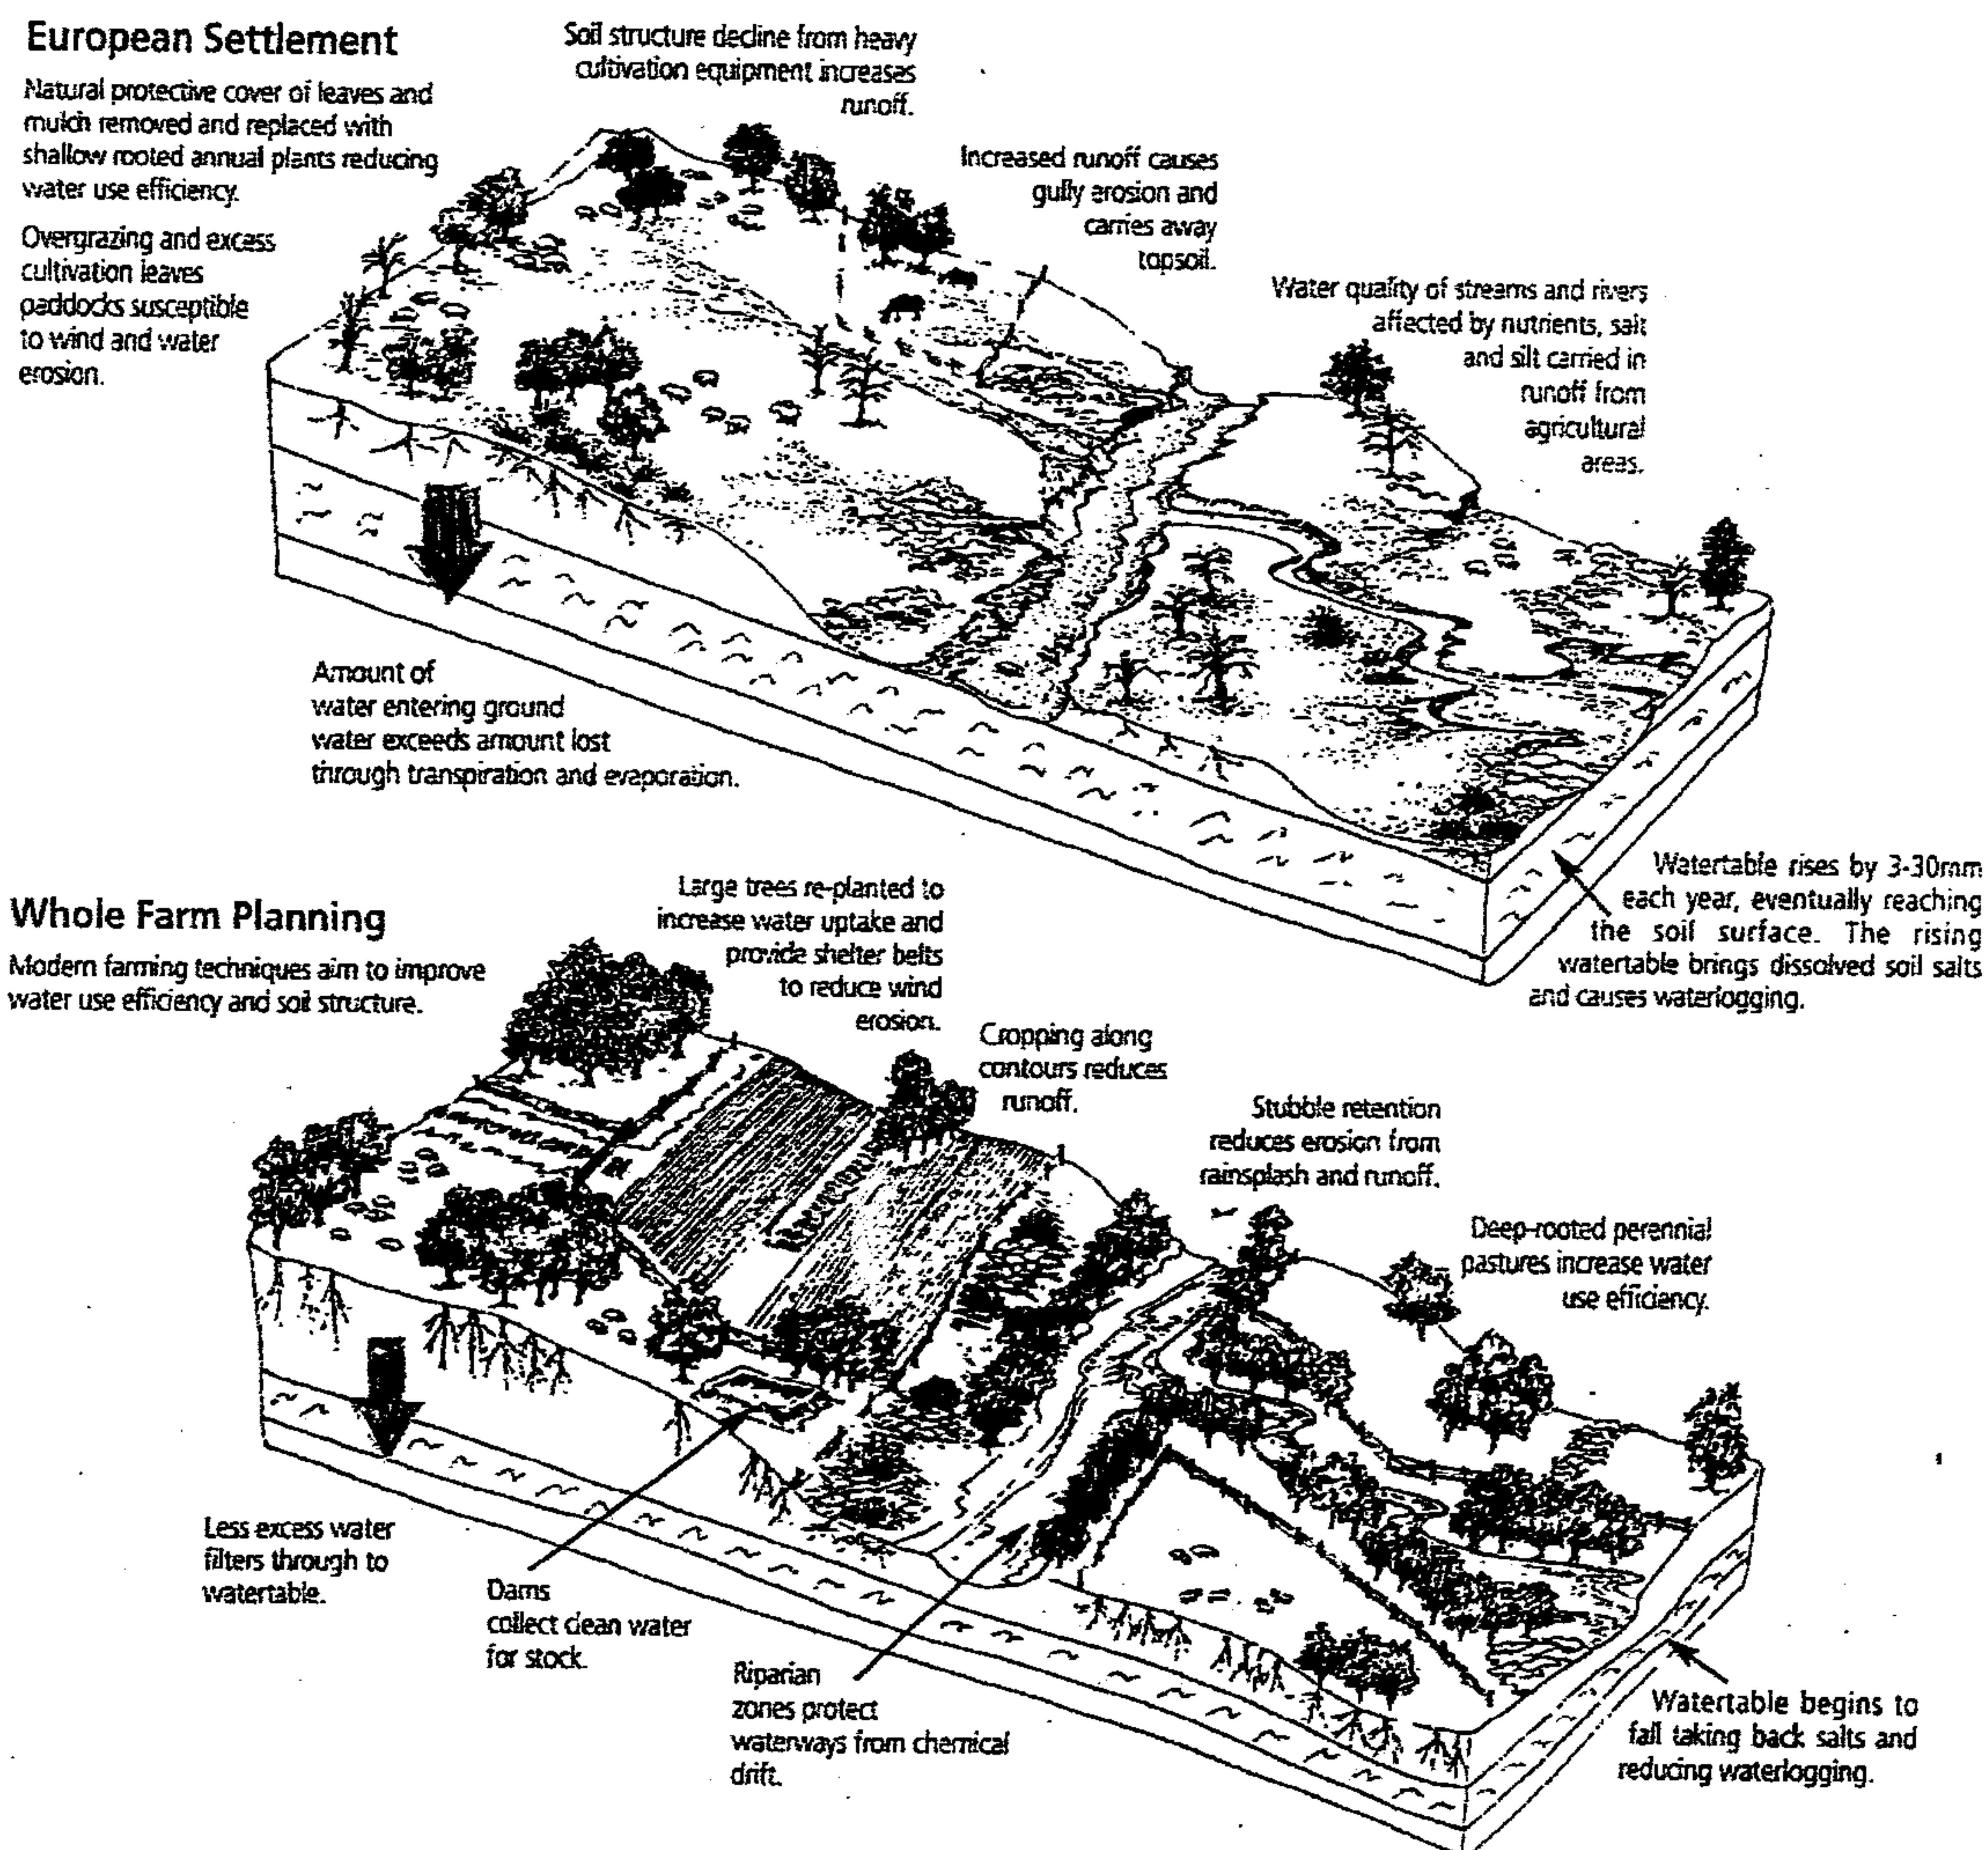 European Settlement
Natural protective cover of leaves and
mulch removed and replaced with
shallow rooted annual plants reducing
water use efficiency.
Overgrazing and excess
cultivation leaves
paddocks susceptible
to wind and water
erosion.
Soil structure decline from heavy
cultivation equipment increases
runoff.
Increased runoff causes
gully erosion and
carries away
topsoil.
Water quality of streams and rivers
affected by nutrients, salt
and silt carried in
runoff from
agricultural
areas.
Amount of
water entering ground
water exceeds amount lost
through transpiration and evaporation.
Watertable rises by 3-30mm
each year, eventually reaching
the soil surface. The rising
watertable brings dissolved soil salts
and causes waterlogging.
Whole Farm Planning
Modern farming techniques aim to improve
water use efficiency and soil structure.
Large trees re-planted to
increase water uptake and
provide shelter belts
to reduce wind
erosion.
Cropping along
contours reduces
runoff.
Stubble retention
reduces erosion from
rainsplash and runoff.
Deep-rooted perennial
pastures increase water
use efficiency.
Less excess water
filters through to
watertable.
Dams
collect clean water
for stock.
Riparian
zones protect
waterways from chemical
drift.
Watertable begins to
fall taking back salts and
reducing waterlogging.